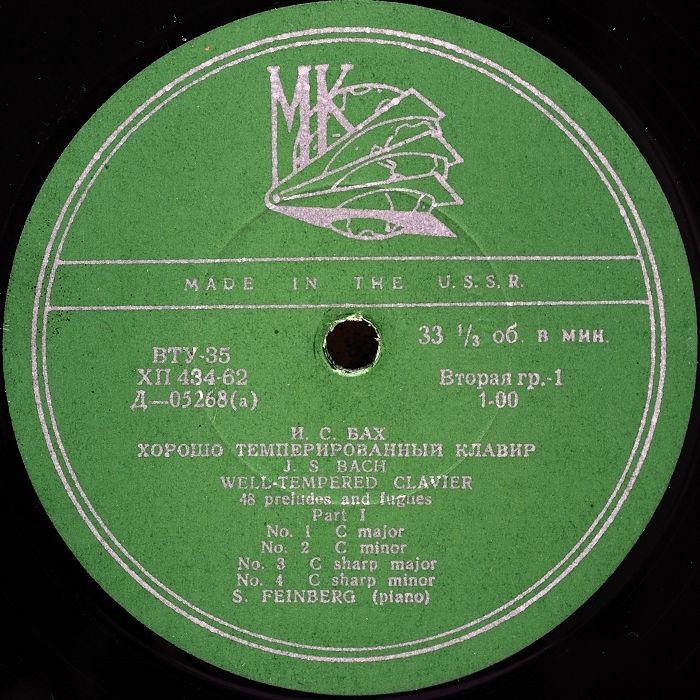 МК
MADE IN THE U.S.S.R.
33 1/3 об. в мин.
ВТУ-35
ХП 434-62
Д—05268(а)
Вторая гр.-1
1-00
И. С. БАХ
ХОРОШО ТЕМПЕРИРОВАННЫЙ КЛАВИР
J. S. BACH
WELL-TEMPERED CLAVIER
48 preludes and fugues
Part I
No. 1 C major
No. 2 C minor
No. 3 C sharp major
No. 4 C sharp minor
S. FEINBERG (piano)